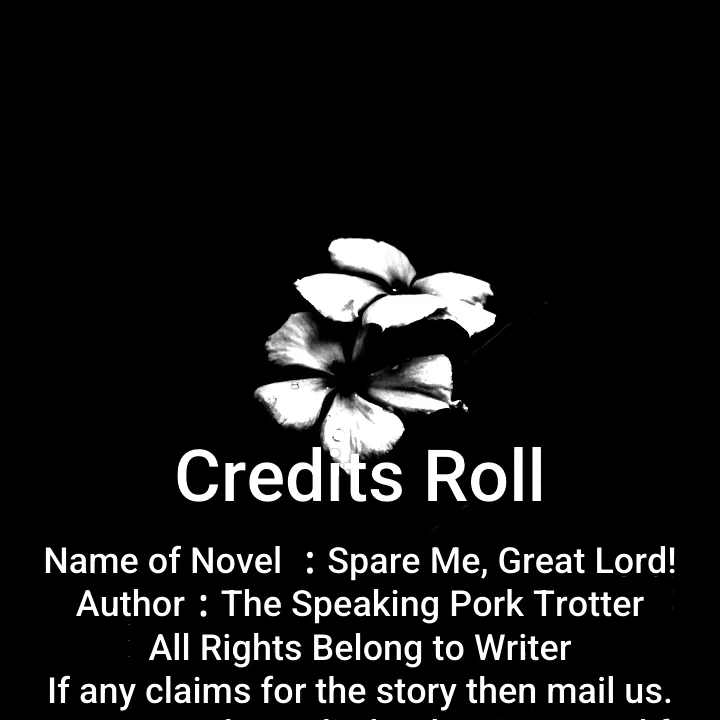 Credits Roll
Name of Novel : Spare Me, Great Lord!
Author : The Speaking Pork Trotter
All Rights Belong to Writer
If any claims for the story then mail us.